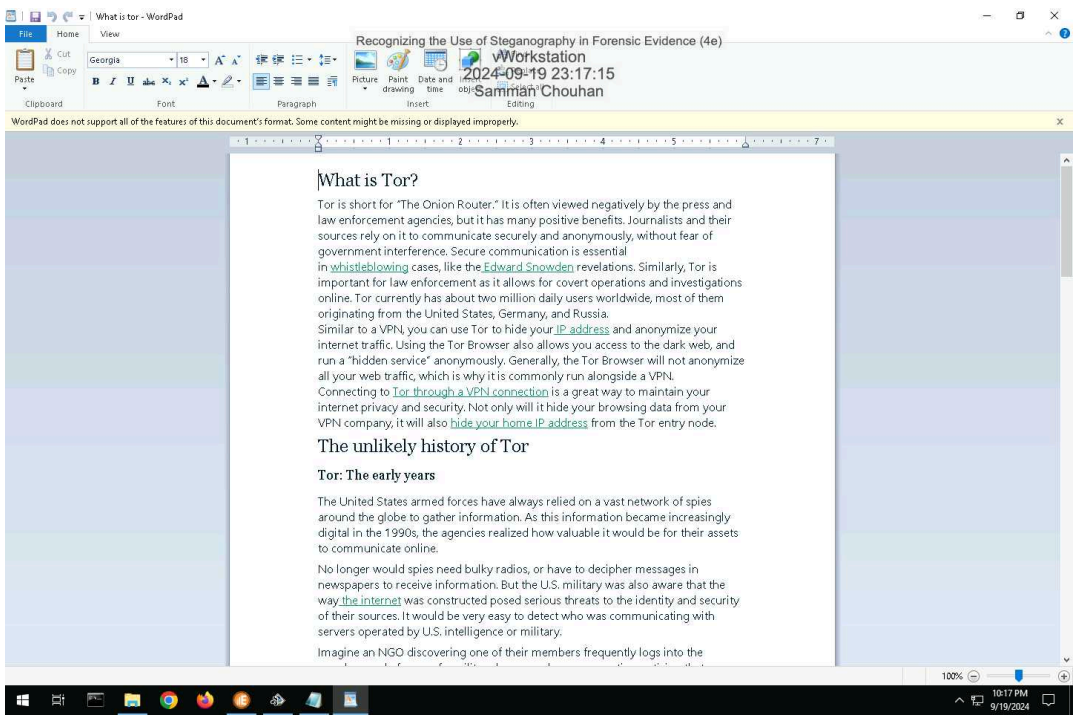 What is tor - WordPad
File Home View
Recognizing the Use of Steganography in Forensic Evidence (4e)
vWorkstation
2024-09-19 23:17:15
Samman Chouhan
Paste
Cut
Copy
Clipboard
Georgia 18
B I U abc X₂ X² A
Font
Paragraph
Picture
Paint drawing
Date and time
Insert
Editing
WordPad does not support all of the features of this document's format. Some content might be missing or displayed improperly.
1 1 2 3 4 5 7
What is Tor?
Tor is short for "The Onion Router." It is often viewed negatively by the press and
law enforcement agencies, but it has many positive benefits. Journalists and their
sources rely on it to communicate securely and anonymously, without fear of
government interference. Secure communication is essential
in whistleblowing cases, like the Edward Snowden revelations. Similarly, Tor is
important for law enforcement as it allows for covert operations and investigations
online. Tor currently has about two million daily users worldwide, most of them
originating from the United States, Germany, and Russia.
Similar to a VPN, you can use Tor to hide your IP address and anonymize your
internet traffic. Using the Tor Browser also allows you access to the dark web, and
run a "hidden service" anonymously. Generally, the Tor Browser will not anonymize
all your web traffic, which is why it is commonly run alongside a VPN.
Connecting to Tor through a VPN connection is a great way to maintain your
internet privacy and security. Not only will it hide your browsing data from your
VPN company, it will also hide your home IP address from the Tor entry node.
The unlikely history of Tor
Tor: The early years
The United States armed forces have always relied on a vast network of spies
around the globe to gather information. As this information became increasingly
digital in the 1990s, the agencies realized how valuable it would be for their assets
to communicate online.
No longer would spies need bulky radios, or have to decipher messages in
newspapers to receive information. But the U.S. military was also aware that the
way the internet was constructed posed serious threats to the identity and security
of their sources. It would be very easy to detect who was communicating with
servers operated by U.S. intelligence or military.
Imagine an NGO discovering one of their members frequently logs into the
100%
10:17 PM
9/19/2024